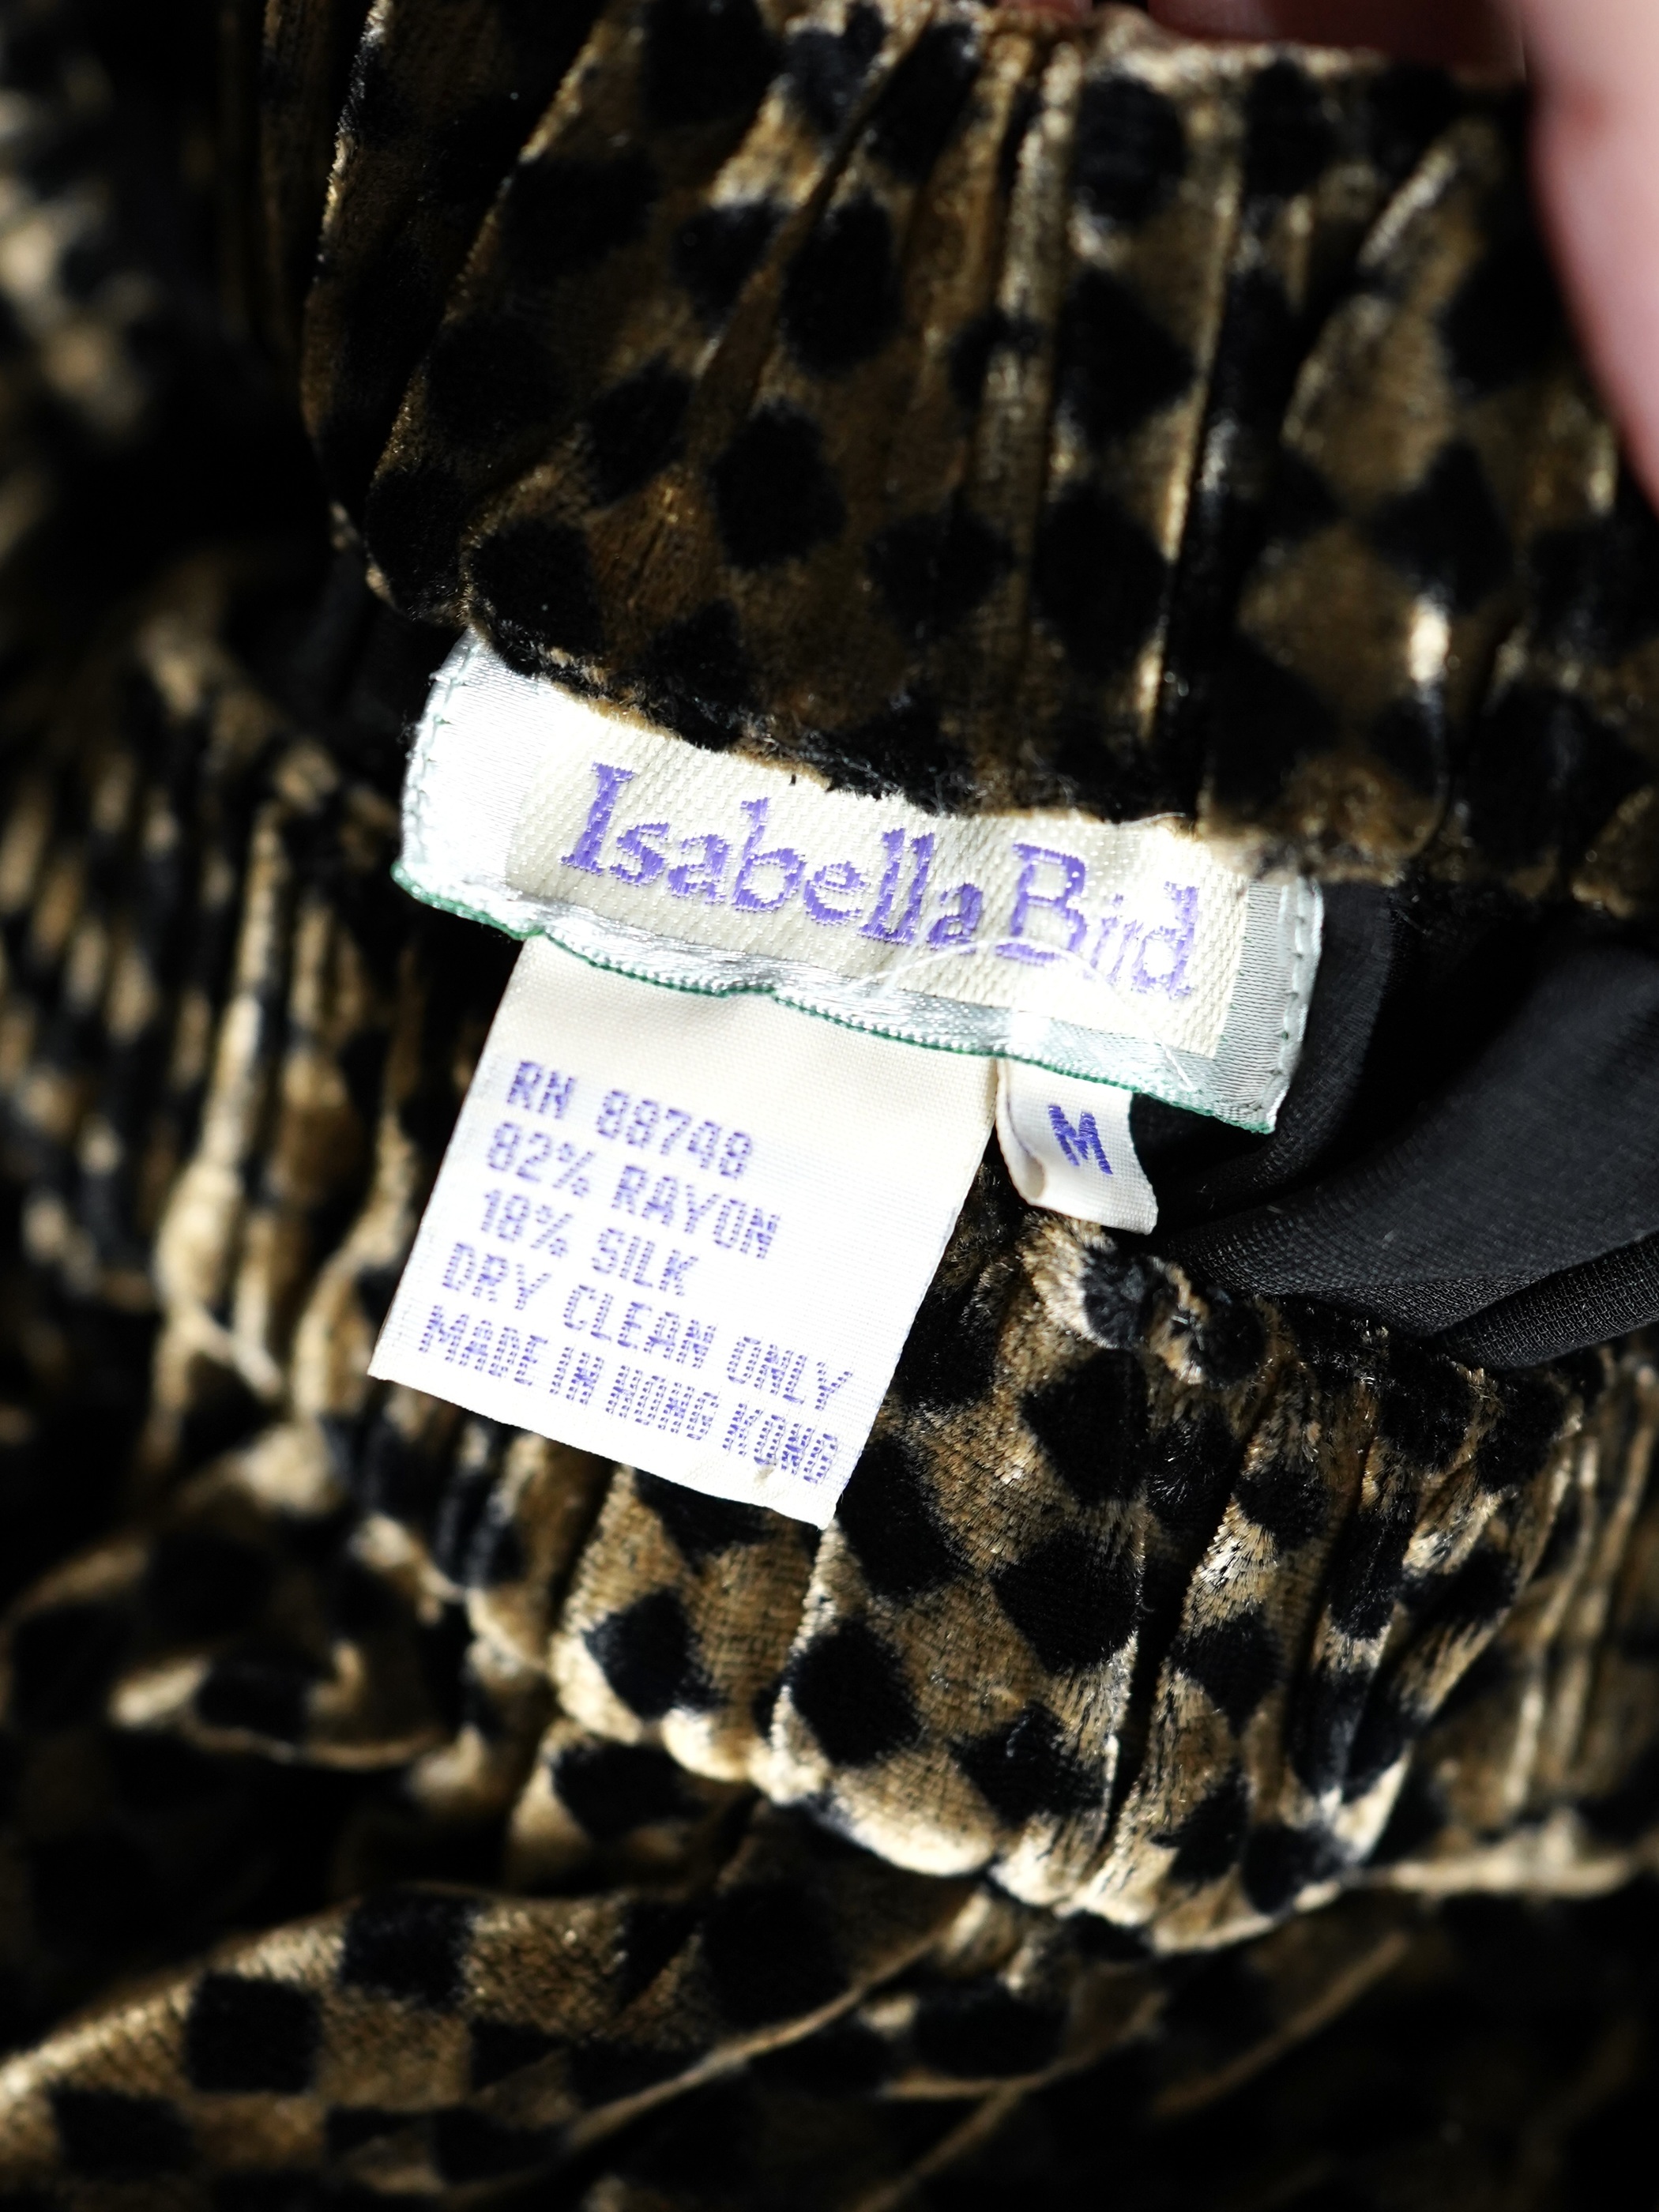 Isabella Bird
M
RN 88748
82% RAYON
18% SILK
DRY CLEAN ONLY
MADE IN HONG KONG